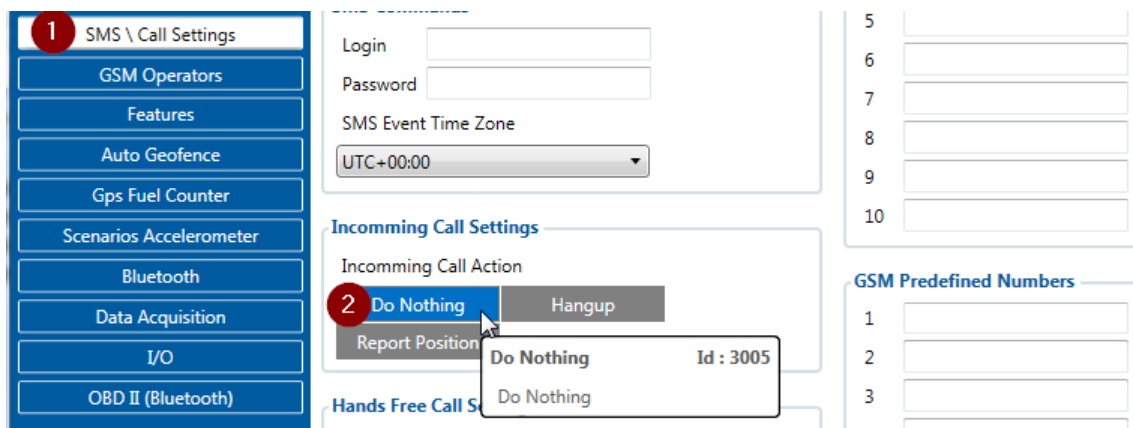 1
SMS \ Call Settings
GSM Operators
Features
Auto Geofence
Gps Fuel Counter
Scenarios Accelerometer
Bluetooth
Data Acquisition
I/O
OBD II (Bluetooth)
Login
Password
SMS Event Time Zone
UTC+00:00
Incomming Call Settings
Incomming Call Action
2
Do Nothing
Hangup
Report Position
Do Nothing Id : 3005
Do Nothing
Hands Free Call
5
6
7
8
9
10
GSM Predefined Numbers
1
2
3